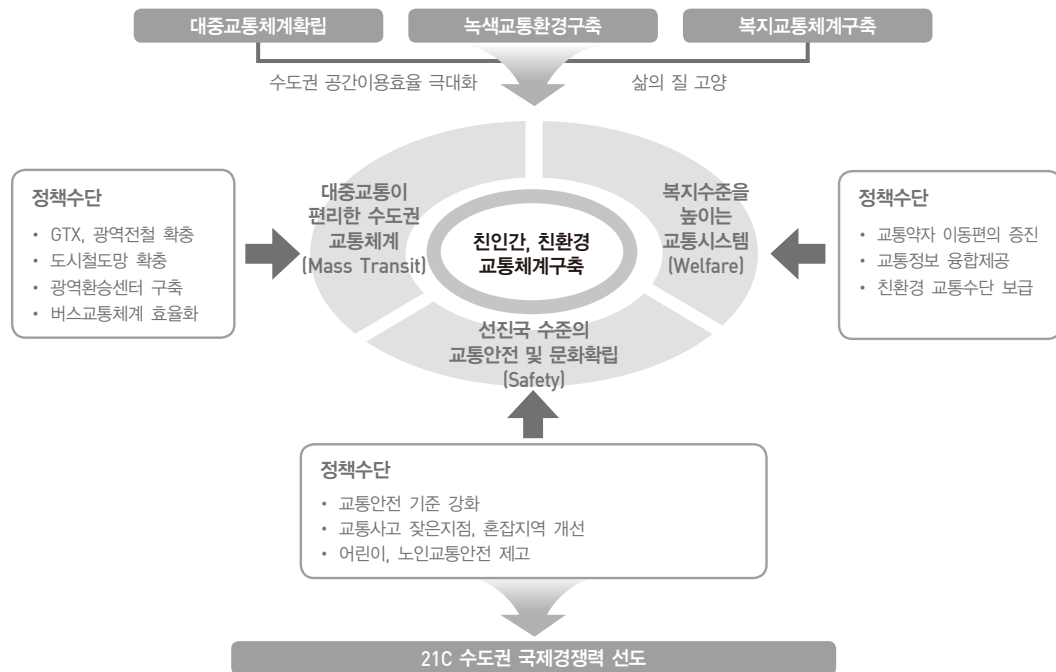 대중교통체계확립
녹색교통환경구축
복지교통체계구축
수도권 공간이용효율 극대화
삶의 질 고양
정책수단
• GTX, 광역전철 확충
• 도시철도망 확충
• 광역환승센터 구축
• 버스교통체계 효율화
대중교통이
편리한 수도권
교통체계
(Mass Transit)
친인간, 친환경
교통체계구축
복지수준을
높이는
교통시스템
(Welfare)
정책수단
• 교통약자 이동편의 증진
• 교통정보 융합제공
• 친환경 교통수단 보급
선진국 수준의
교통안전 및 문화확립
(Safety)
정책수단
• 교통안전 기준 강화
• 교통사고 잦은지점, 혼잡지역 개선
• 어린이, 노인교통안전 제고
21C 수도권 국제경쟁력 선도